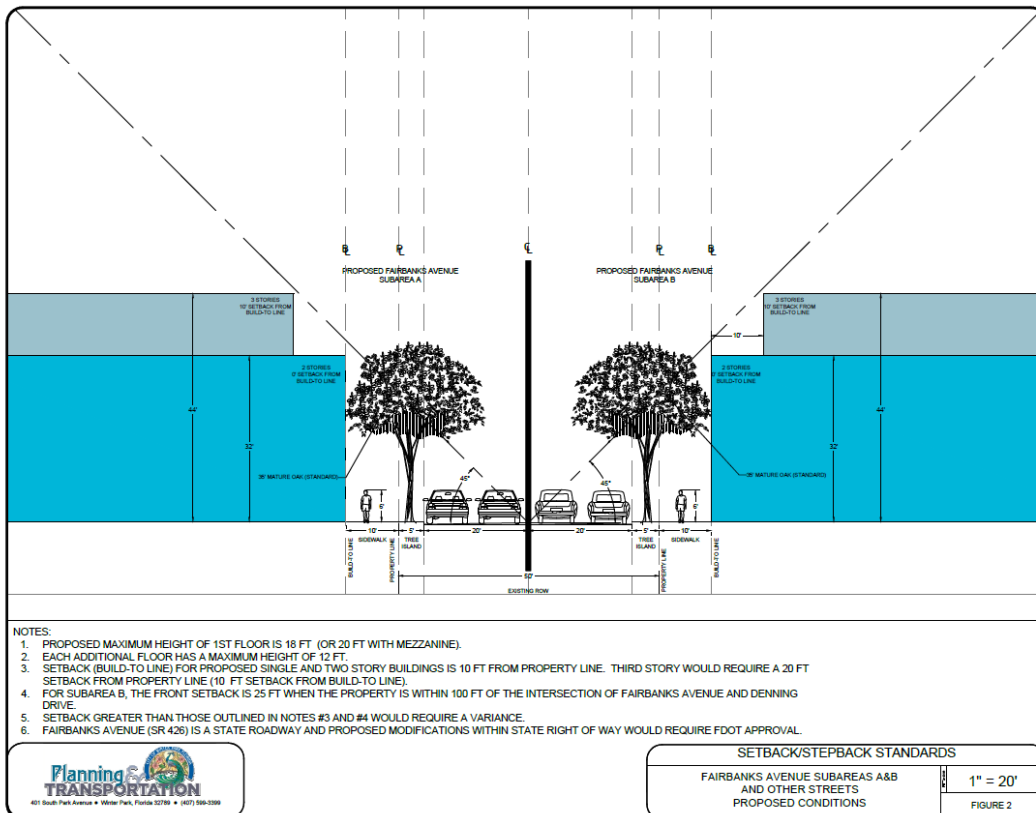 BL
PL
CL
PL
BL
PROPOSED FAIRBANKS AVENUE
SUBAREA A
PROPOSED FAIRBANKS AVENUE
SUBAREA B
3 STORIES
10' SETBACK FROM
BUILD-TO LINE
3 STORIES
10' SETBACK FROM
BUILD-TO LINE
10'
2 STORIES
0' SETBACK FROM
BUILD-TO LINE
2 STORIES
0' SETBACK FROM
BUILD-TO LINE
44'
44'
32'
32'
MATURE OAK (STANDARD)
MATURE OAK (STANDARD)
45°
45°
6'
6'
10'
5'
20'
20'
5'
10'
SIDEWALK
TREE
ISLAND
TREE
ISLAND
SIDEWALK
BUILD-TO LINE
PROPERTY LINE
PROPERTY LINE
BUILD-TO LINE
50'
EXISTING ROW
NOTES:
1. PROPOSED MAXIMUM HEIGHT OF 1ST FLOOR IS 18 FT (OR 20 FT WITH MEZZANINE).
2. EACH ADDITIONAL FLOOR HAS A MAXIMUM HEIGHT OF 12 FT.
3. SETBACK (BUILD-TO LINE) FOR PROPOSED SINGLE AND TWO STORY BUILDINGS IS 10 FT FROM PROPERTY LINE. THIRD STORY WOULD REQUIRE A 20 FT
SETBACK FROM PROPERTY LINE (10 FT SETBACK FROM BUILD-TO LINE).
4. FOR SUBAREA B, THE FRONT SETBACK IS 25 FT WHEN THE PROPERTY IS WITHIN 100 FT OF THE INTERSECTION OF FAIRBANKS AVENUE AND DENNING
DRIVE.
5. SETBACK GREATER THAN THOSE OUTLINED IN NOTES #3 AND #4 WOULD REQUIRE A VARIANCE.
6. FAIRBANKS AVENUE (SR 426) IS A STATE ROADWAY AND PROPOSED MODIFICATIONS WITHIN STATE RIGHT OF WAY WOULD REQUIRE FDOT APPROVAL.
Planning &
TRANSPORTATION
401 South Park Avenue • Winter Park, Florida 32789 • (407) 599-3399
SETBACK/STEPBACK STANDARDS
FAIRBANKS AVENUE SUBAREAS A&B
AND OTHER STREETS
PROPOSED CONDITIONS
1" = 20'
FIGURE 2